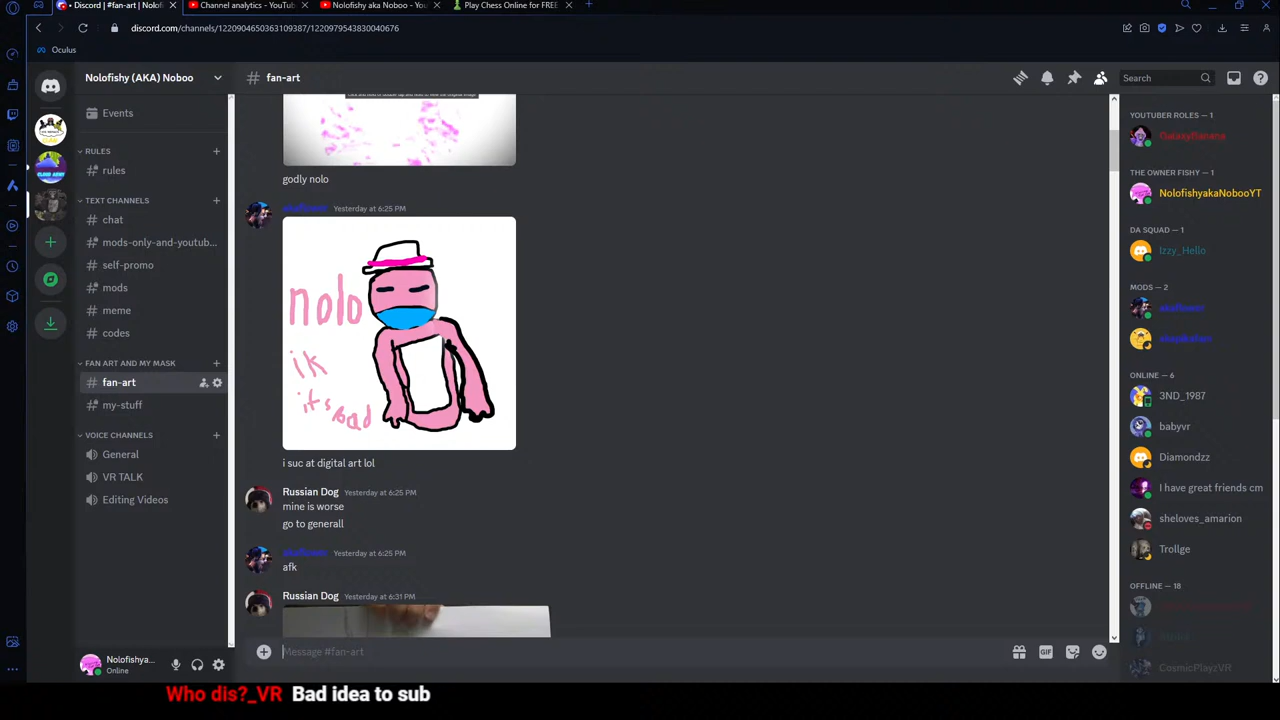 Discord | #fan-art | Nolofi
Channel analytics - YouTub
Nolofishy aka Noboo - YouT
Play Chess Online for FREE
discord.com/channels/1220904650363109387/1220979543830040676
Oculus
Nolofishy (AKA) Noboo
fan-art
Search
Events
RULES
rules
TEXT CHANNELS
chat
mods-only-and-youtub...
self-promo
mods
meme
codes
FAN ART AND MY MASK
fan-art
my-stuff
VOICE CHANNELS
General
VR TALK
Editing Videos
Nolofishya...
Online
godly nolo
Yesterday at 6:25 PM
nolo
ik
its bad
i suc at digital art lol
Russian Dog Yesterday at 6:25 PM
mine is worse
go to generall
Yesterday at 6:25 PM
afk
Russian Dog Yesterday at 6:31 PM
Message #fan-art
GIF
YOUTUBER ROLES — 1
THE OWNER FISHY — 1
NolofishyakaNobooYT
DA SQUAD — 1
Izzy_Hello
MODS — 2
ONLINE — 6
3ND_1987
babyvr
Diamondzz
I have great friends cm
sheloves_amarion
Trollge
OFFLINE — 18
CosmicPlayzVR
Who dis?_VR Bad idea to sub